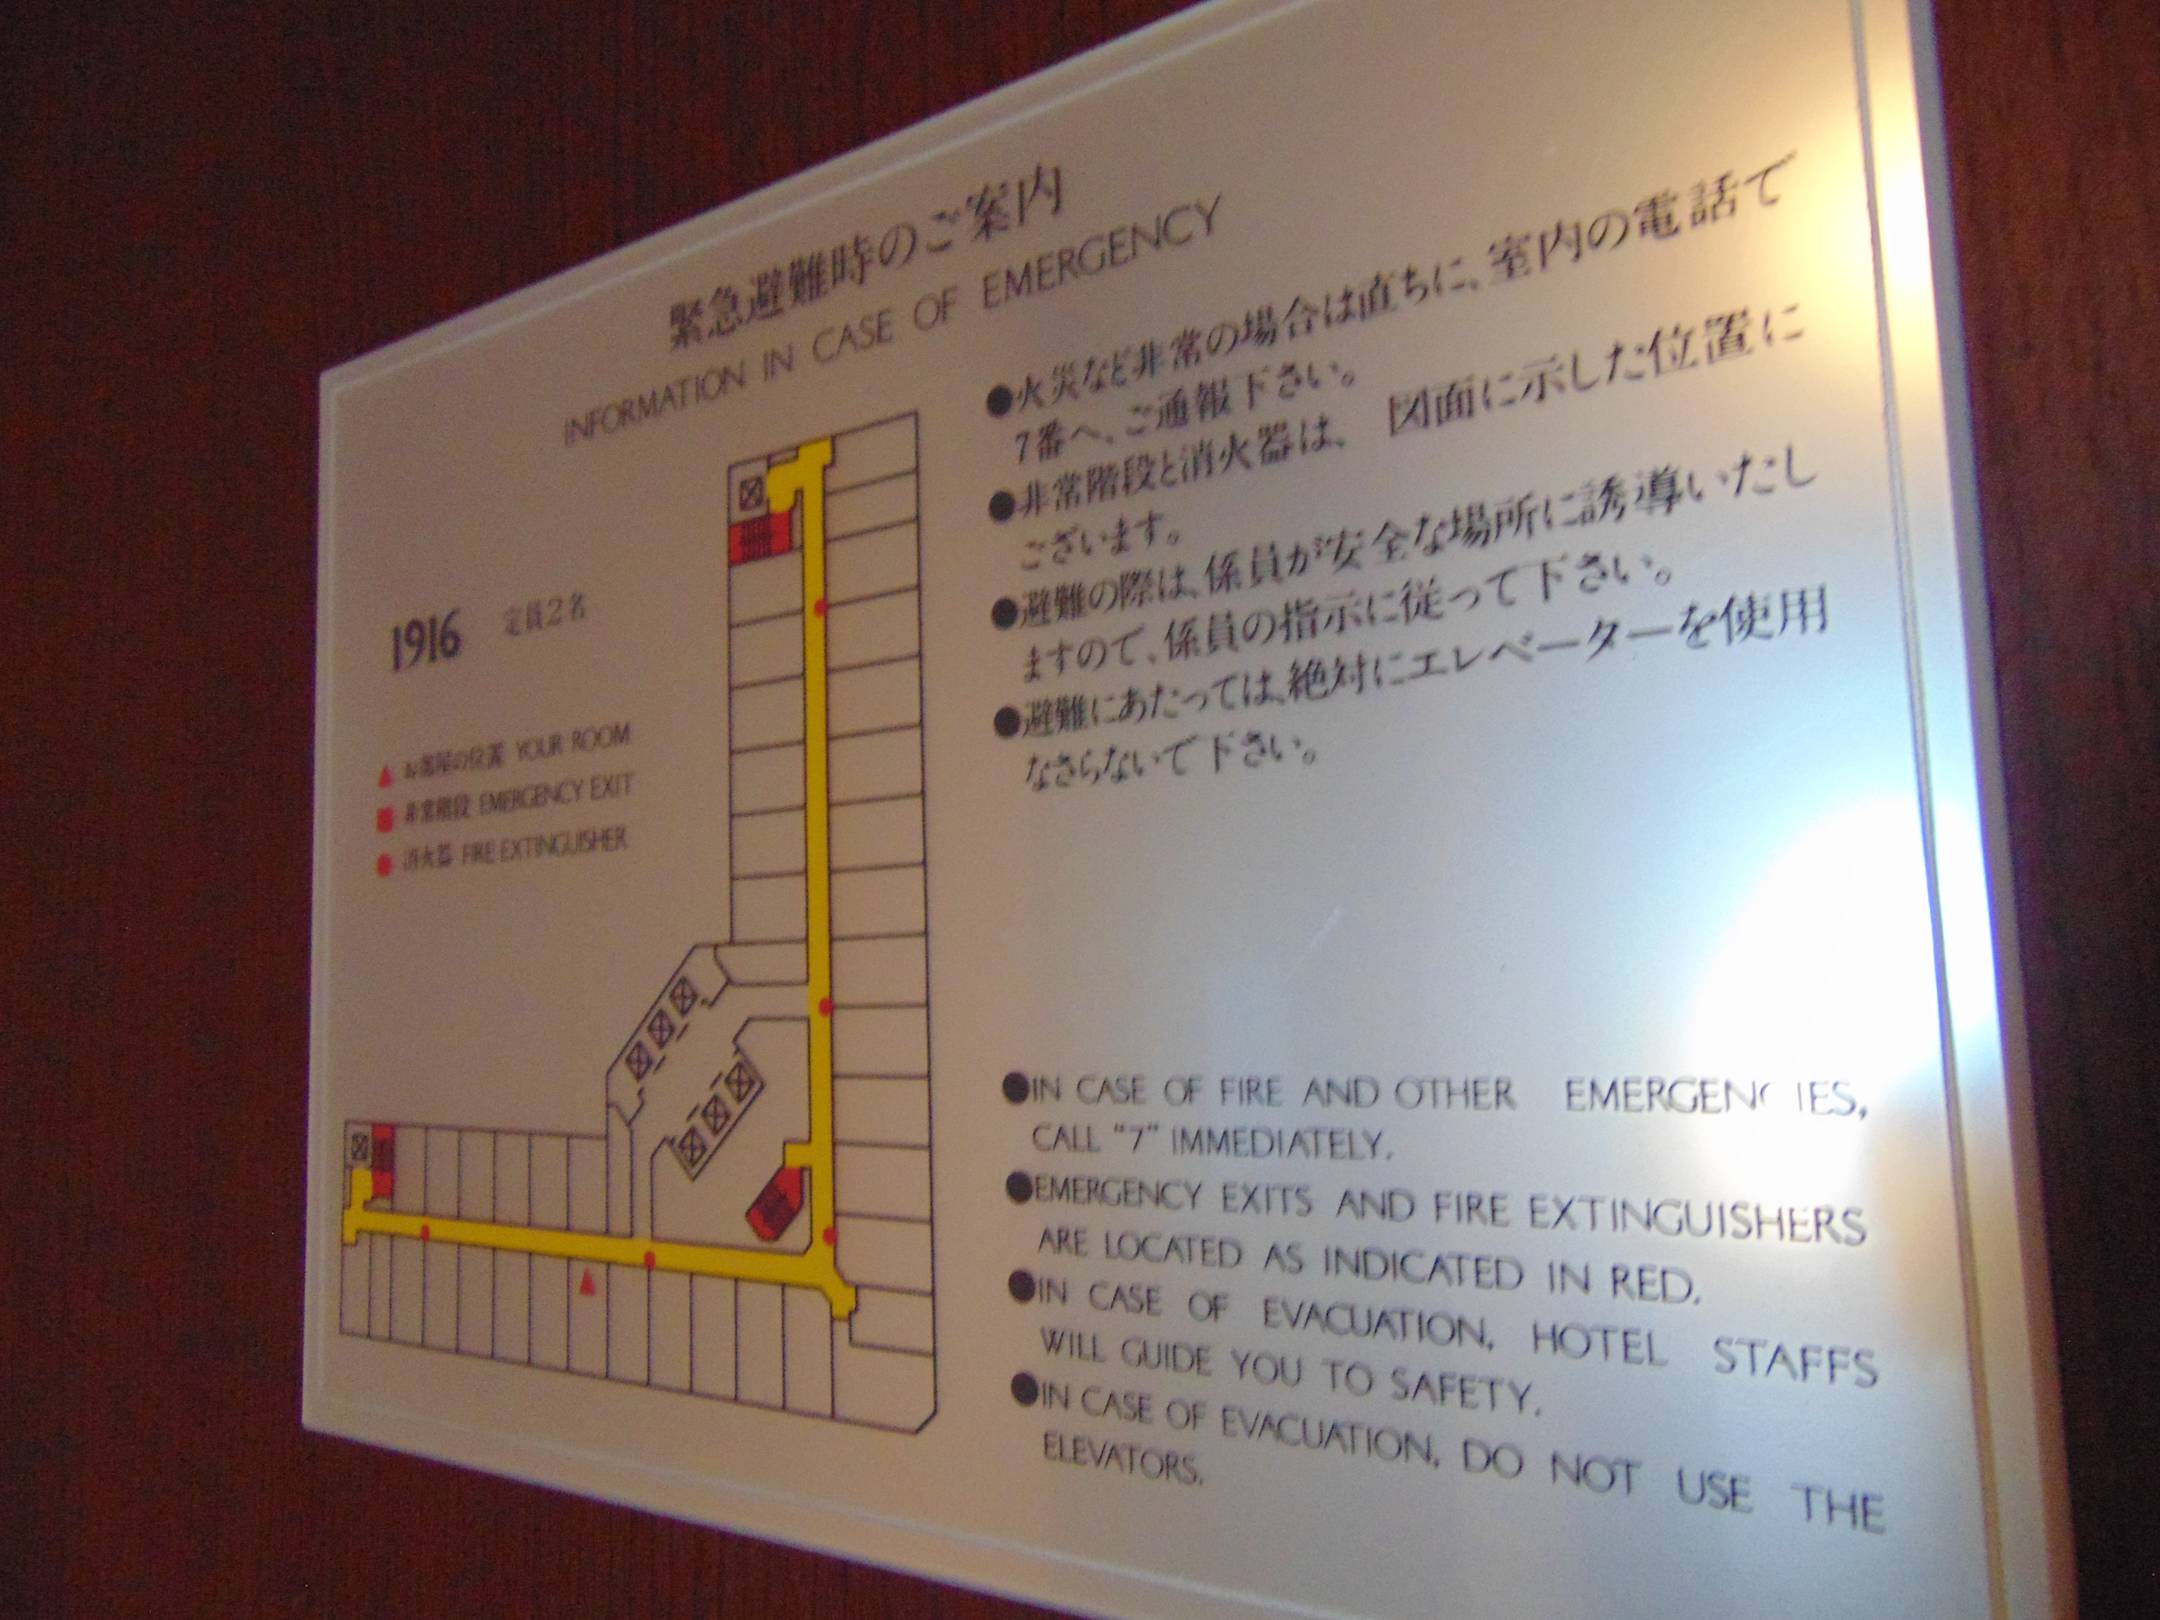 緊急避難時のご案内
INFORMATION IN CASE OF EMERGENCY
1916 定員2名
お部屋の位置 YOUR ROOM
非常階段 EMERGENCY EXIT
消火器 FIRE EXTINGUISHER
●火災など非常の場合は直ちに、室内の電話で
7番へ、ご通報下さい。
●非常階段と消火器は、図面に示した位置に
ございます。
●避難の際は、係員が安全な場所に誘導いたし
ますので、係員の指示に従って下さい。
●避難にあたっては、絶対にエレベーターを使用
なさらないで下さい。
●IN CASE OF FIRE AND OTHER EMERGENCIES,
CALL "7" IMMEDIATELY.
●EMERGENCY EXITS AND FIRE EXTINGUISHERS
ARE LOCATED AS INDICATED IN RED.
●IN CASE OF EVACUATION, HOTEL STAFFS
WILL GUIDE YOU TO SAFETY.
●IN CASE OF EVACUATION, DO NOT USE THE
ELEVATORS.